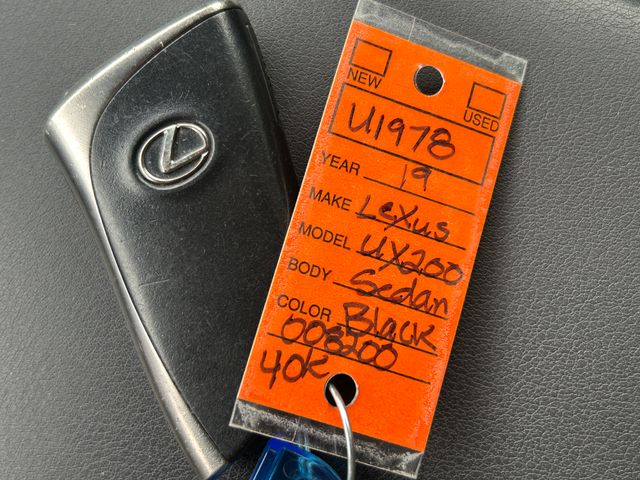 NEW
USED
U1978
YEAR 19
MAKE Lexus
MODEL UX200
BODY Sedan
COLOR Black
008200
40k